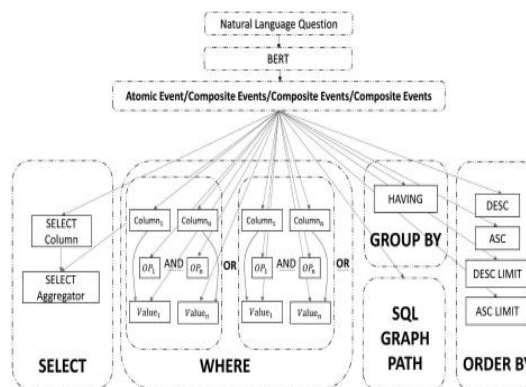 Natural Language Question
BERT
Atomic Event/Composite Events/Composite Events/Composite Events
SELECT Column
SELECT Aggregator
SELECT
Column₁
Columnₙ
OP₁
AND
OPₙ
Value₁
Valueₙ
OR
Column₁
Columnₙ
OP₁
AND
OPₙ
Value₁
Valueₙ
OR
WHERE
HAVING
GROUP BY
SQL
GRAPH
PATH
DESC
ASC
DESC LIMIT
ASC LIMIT
ORDER BY